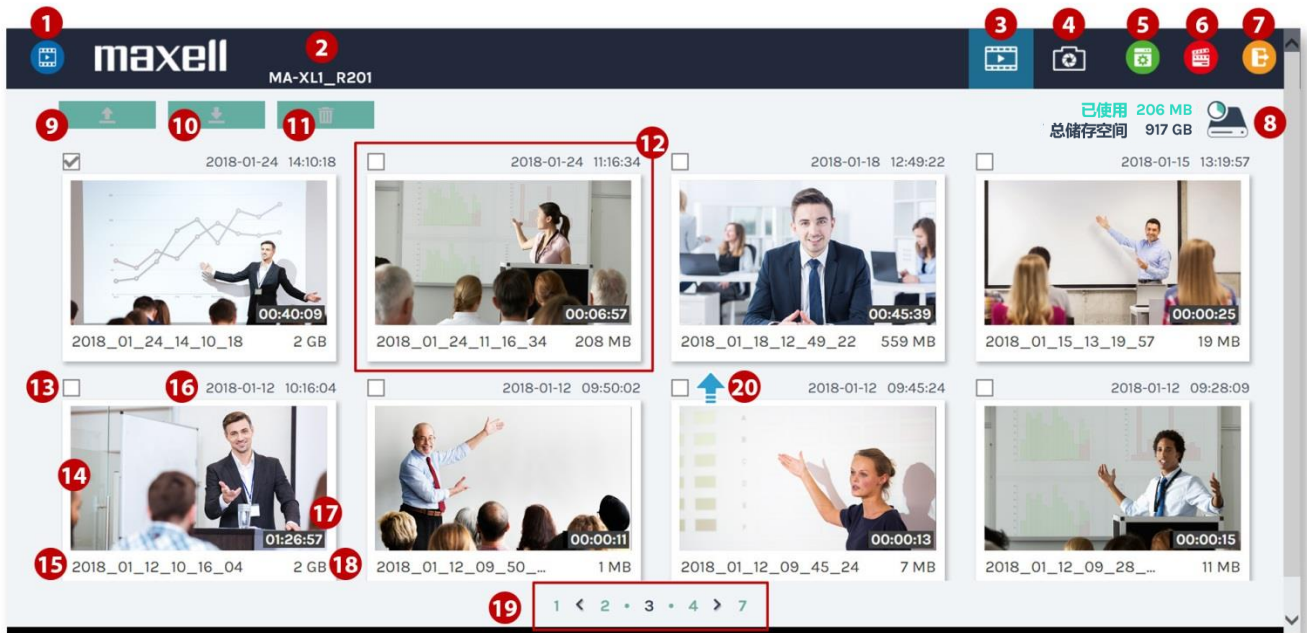 1 2 3 4 5 6 7
maxell
MA-XL1_R201
9 10 11
已使用 206 MB
总储存空间 917 GB
8
12
2018-01-24 14:10:18 2018-01-24 11:16:34 2018-01-18 12:49:22 2018-01-15 13:19:57
00:40:09 00:06:57 00:45:39 00:00:25
2018_01_24_14_10_18 2 GB 2018_01_24_11_16_34 208 MB 2018_01_18_12_49_22 559 MB 2018_01_15_13_19_57 19 MB
13 16 2018-01-12 10:16:04 2018-01-12 09:50:02 20 2018-01-12 09:45:24 2018-01-12 09:28:09
14
17
01:26:57 00:00:11 00:00:13 00:00:15
15 2018_01_12_10_16_04 2 GB 18 2018_01_12_09_50_... 1 MB 2018_01_12_09_45_24 7 MB 2018_01_12_09_28_... 11 MB
19 1 < 2 • 3 • 4 > 7